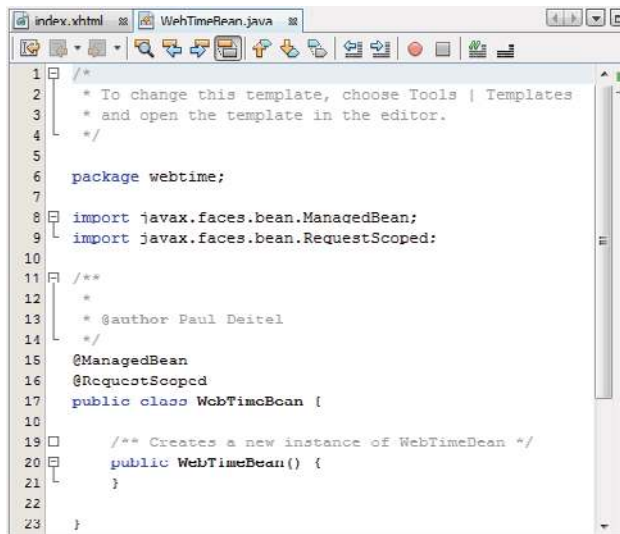 index.xhtml WebTimeBean.java
1 /*
2 * To change this template, choose Tools | Templates
3 * and open the template in the editor.
4 */
5
6 package webtime;
7
8 import javax.faces.bean.ManagedBean;
9 import javax.faces.bean.RequestScoped;
10
11 /**
12 *
13 * @author Paul Deitel
14 */
15 @ManagedBean
16 @RequestScoped
17 public class WebTimeBean {
18
19 /** Creates a new instance of WebTimeBean */
20 public WebTimeBean() {
21 }
22
23 }